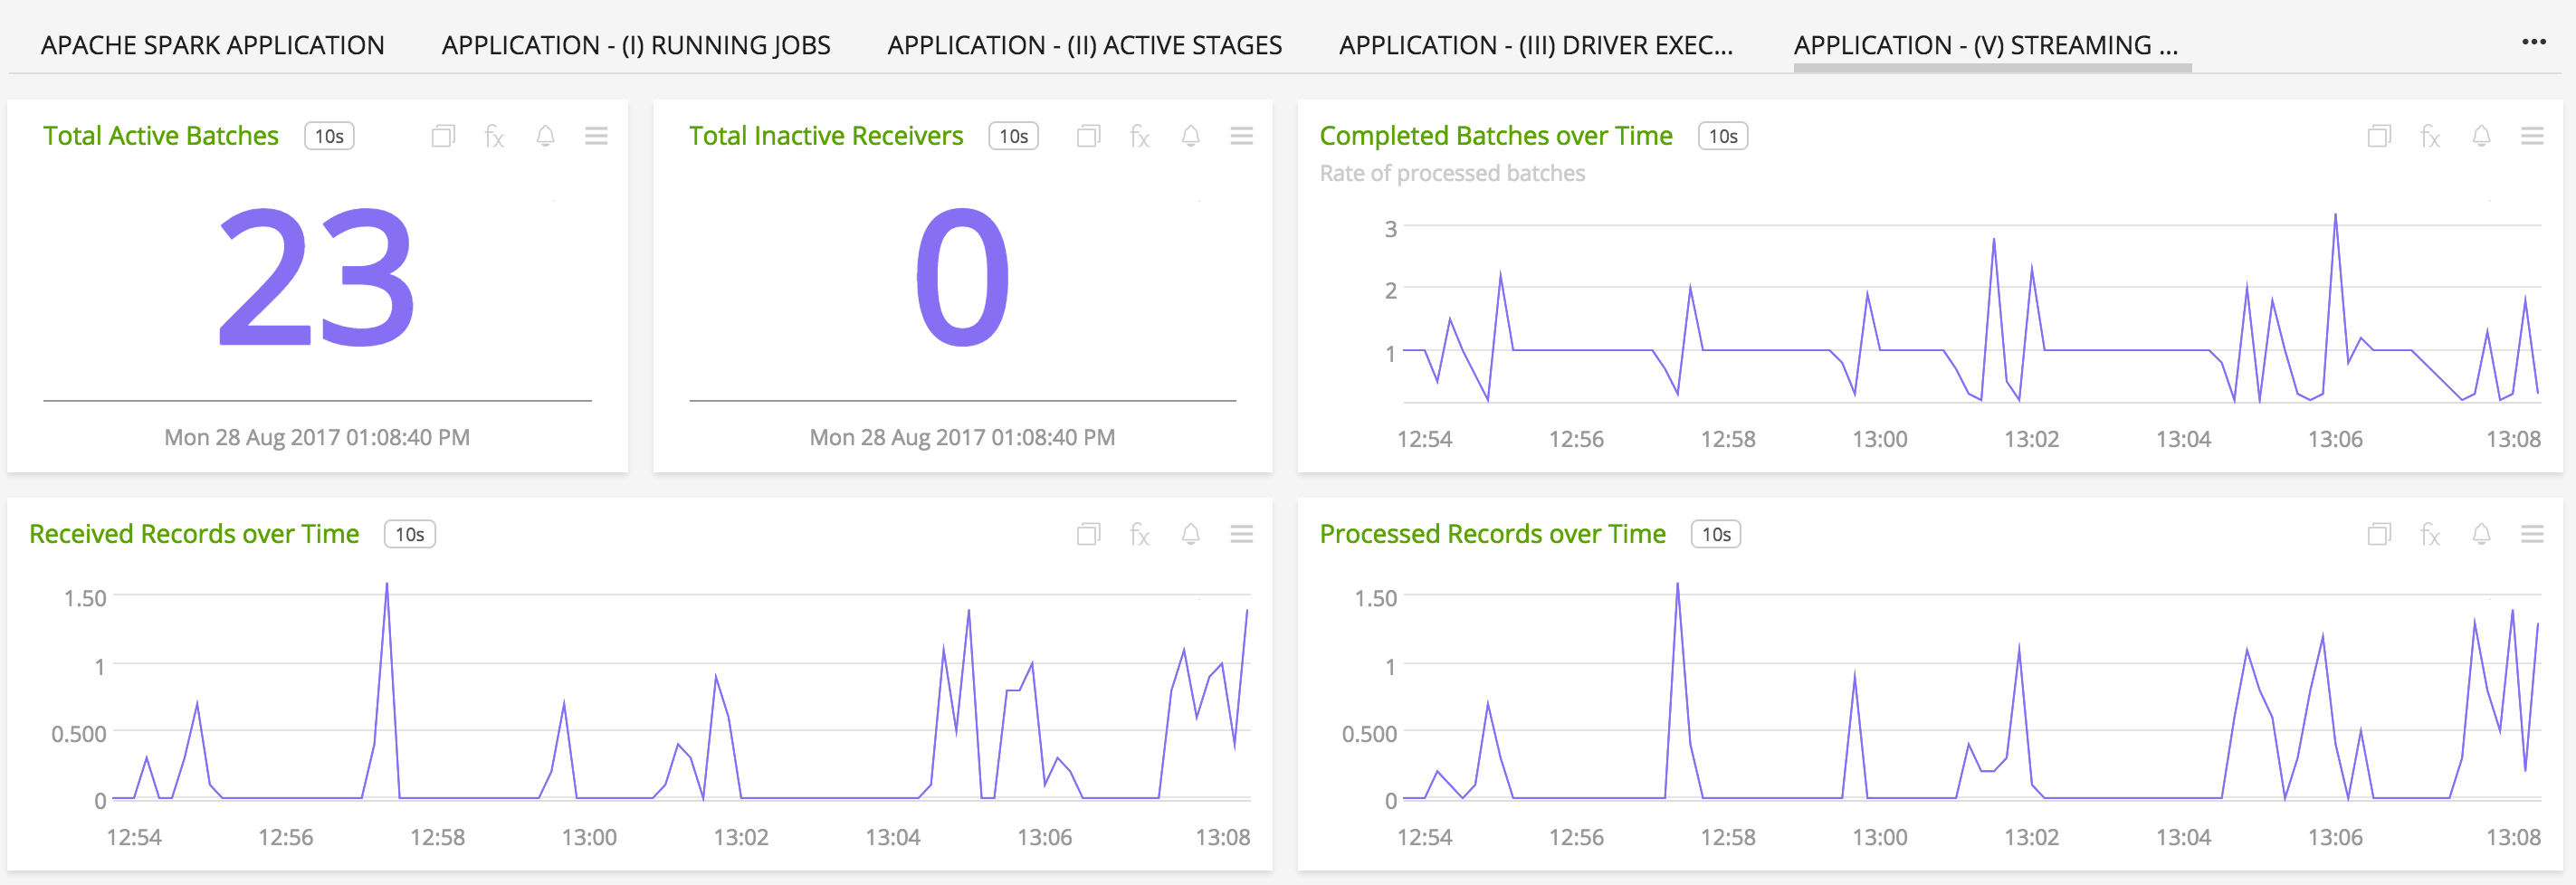 APACHE SPARK APPLICATION APPLICATION - (I) RUNNING JOBS APPLICATION - (II) ACTIVE STAGES APPLICATION - (III) DRIVER EXEC... APPLICATION - (V) STREAMING ...
Total Active Batches 10s fx
23
Mon 28 Aug 2017 01:08:40 PM
Total Inactive Receivers 10s fx
0
Mon 28 Aug 2017 01:08:40 PM
Completed Batches over Time 10s fx
Rate of processed batches
3
2
1
12:54 12:56 12:58 13:00 13:02 13:04 13:06 13:08
Received Records over Time 10s fx
1.50
1
0.500
0
12:54 12:56 12:58 13:00 13:02 13:04 13:06 13:08
Processed Records over Time 10s fx
1.50
1
0.500
0
12:54 12:56 12:58 13:00 13:02 13:04 13:06 13:08